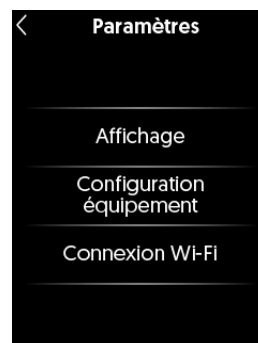 Paramètres
Affichage
Configuration
équipement
Connexion Wi-Fi